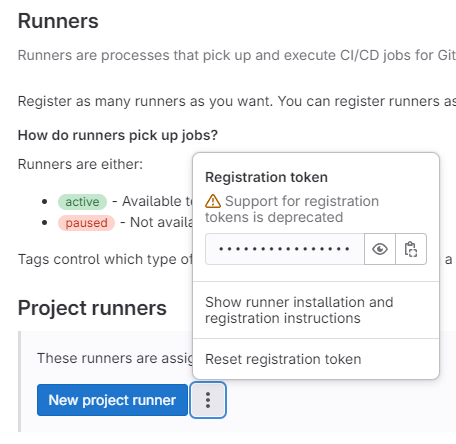 Runners
Runners are processes that pick up and execute CI/CD jobs for Git
Register as many runners as you want. You can register runners as
How do runners pick up jobs?
Runners are either:
active - Available t
paused - Not availa
Tags control which type of
a
Registration token
Support for registration
tokens is deprecated
Show runner installation and
registration instructions
Reset registration token
Project runners
These runners are assig
New project runner